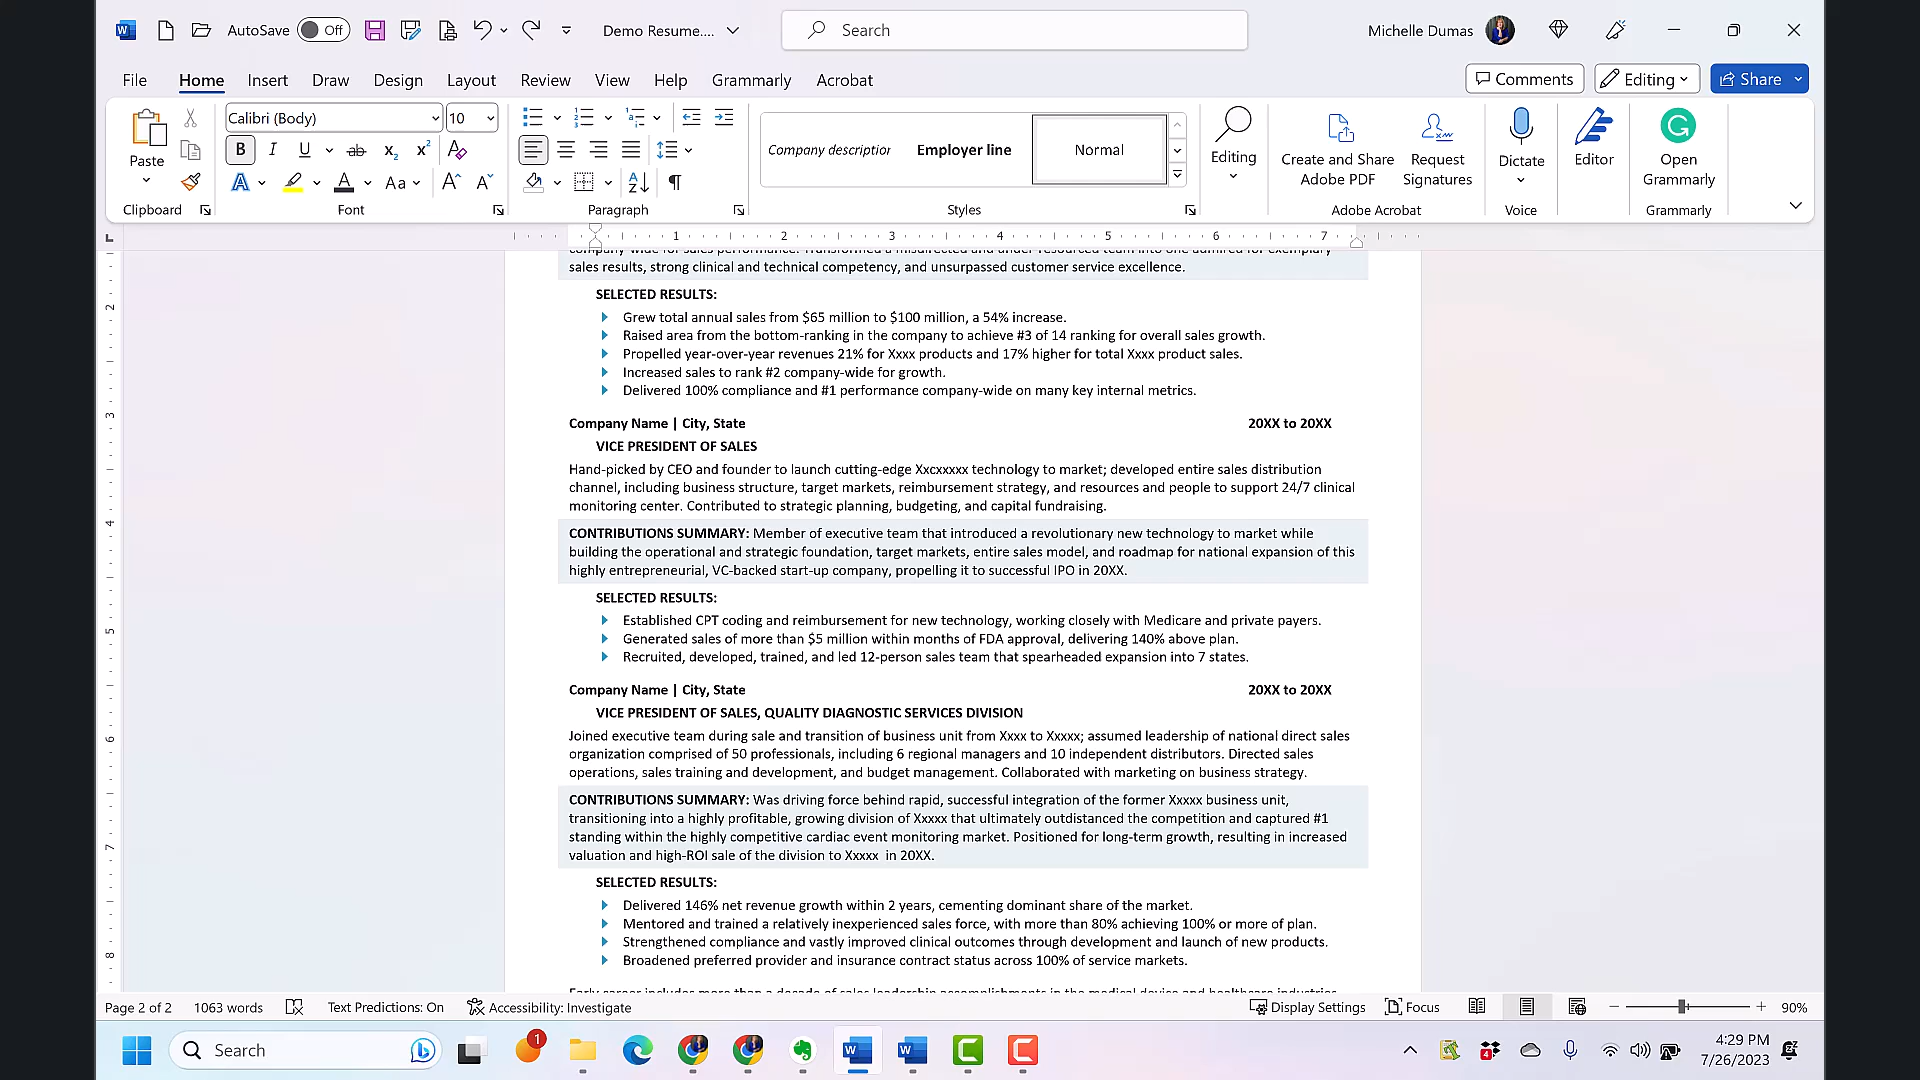 AutoSave Off Demo Resume.... Search Michelle Dumas
File Home Insert Draw Design Layout Review View Help Grammarly Acrobat Comments Editing Share
Calibri (Body) 10
Paste
B I U ab x2 x2 A
A A Aa A A
Company description Employer line Normal
Editing
Create and Share Adobe PDF
Request Signatures
Dictate
Editor
Open Grammarly
Clipboard Font Paragraph Styles Adobe Acrobat Voice Grammarly
1 2 3 4 5 6 7
sales results, strong clinical and technical competency, and unsurpassed customer service excellence.
SELECTED RESULTS:
Grew total annual sales from $65 million to $100 million, a 54% increase.
Raised area from the bottom-ranking in the company to achieve #3 of 14 ranking for overall sales growth.
Propelled year-over-year revenues 21% for Xxxx products and 17% higher for total Xxxx product sales.
Increased sales to rank #2 company-wide for growth.
Delivered 100% compliance and #1 performance company-wide on many key internal metrics.
Company Name | City, State 20XX to 20XX
VICE PRESIDENT OF SALES
Hand-picked by CEO and founder to launch cutting-edge Xxcxxxxx technology to market; developed entire sales distribution
channel, including business structure, target markets, reimbursement strategy, and resources and people to support 24/7 clinical
monitoring center. Contributed to strategic planning, budgeting, and capital fundraising.
CONTRIBUTIONS SUMMARY: Member of executive team that introduced a revolutionary new technology to market while
building the operational and strategic foundation, target markets, entire sales model, and roadmap for national expansion of this
highly entrepreneurial, VC-backed start-up company, propelling it to successful IPO in 20XX.
SELECTED RESULTS:
Established CPT coding and reimbursement for new technology, working closely with Medicare and private payers.
Generated sales of more than $5 million within months of FDA approval, delivering 140% above plan.
Recruited, developed, trained, and led 12-person sales team that spearheaded expansion into 7 states.
Company Name | City, State 20XX to 20XX
VICE PRESIDENT OF SALES, QUALITY DIAGNOSTIC SERVICES DIVISION
Joined executive team during sale and transition of business unit from Xxxx to Xxxxx; assumed leadership of national direct sales
organization comprised of 50 professionals, including 6 regional managers and 10 independent distributors. Directed sales
operations, sales training and development, and budget management. Collaborated with marketing on business strategy.
CONTRIBUTIONS SUMMARY: Was driving force behind rapid, successful integration of the former Xxxxx business unit,
transitioning into a highly profitable, growing division of Xxxxx that ultimately outdistanced the competition and captured #1
standing within the highly competitive cardiac event monitoring market. Positioned for long-term growth, resulting in increased
valuation and high-ROI sale of the division to Xxxxx in 20XX.
SELECTED RESULTS:
Delivered 146% net revenue growth within 2 years, cementing dominant share of the market.
Mentored and trained a relatively inexperienced sales force, with more than 80% achieving 100% or more of plan.
Strengthened compliance and vastly improved clinical outcomes through development and launch of new products.
Broadened preferred provider and insurance contract status across 100% of service markets.
2
3
4
5
6
7
8
Page 2 of 2 1063 words Text Predictions: On Accessibility: Investigate Display Settings Focus 90%
Search 1 4 4:29 PM
7/26/2023